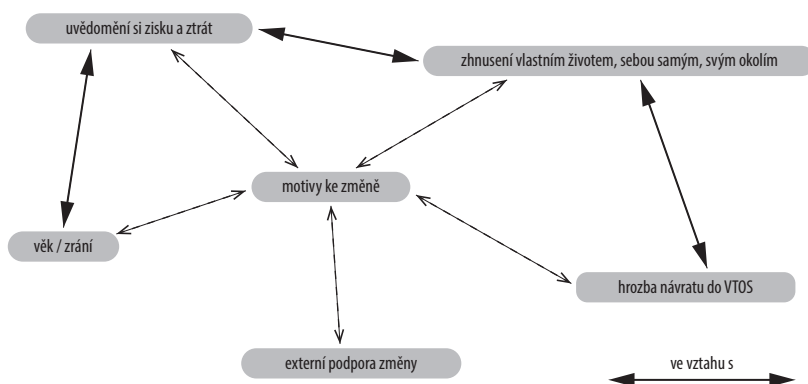 uvědomění si zisku a ztrát
zhnusení vlastním životem, sebou samým, svým okolím
motivy ke změně
věk / zrání
hrozba návratu do VTOS
externí podpora změny
ve vztahu s